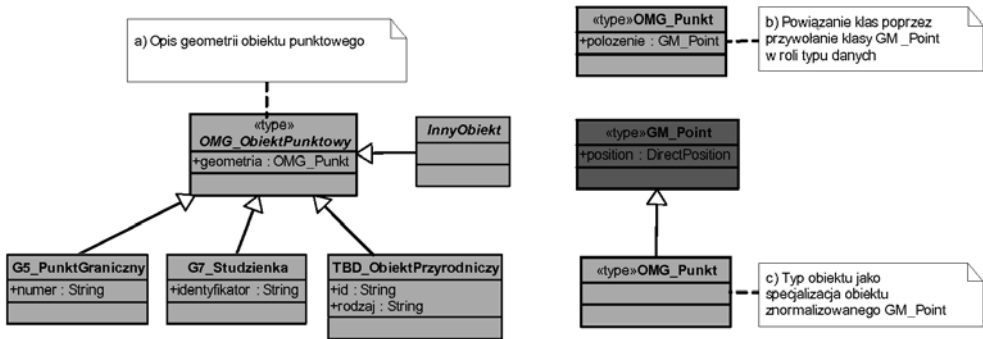 a) Opis geometrii obiektu punktowego
«type»
OMG_ObiektPunktowy
+geometria : OMG_Punkt
InnyObiekt
G5_PunktGraniczny
+numer : String
G7_Studzienka
+identyfikator : String
TBD_ObiektPrzyrodniczy
+id : String
+rodzaj : String
«type»OMG_Punkt
+polozenie : GM_Point
b) Powiązanie klas poprzez
przywołanie klasy GM _Point
w roli typu danych
«type»GM_Point
+position : DirectPosition
«type»OMG_Punkt
c) Typ obiektu jako
specjalizacja obiektu
znormalizowanego GM_Point